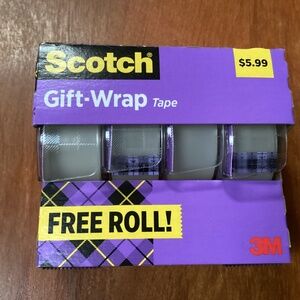 Scotch
$5.99
Gift-Wrap Tape
FREE ROLL!
3M